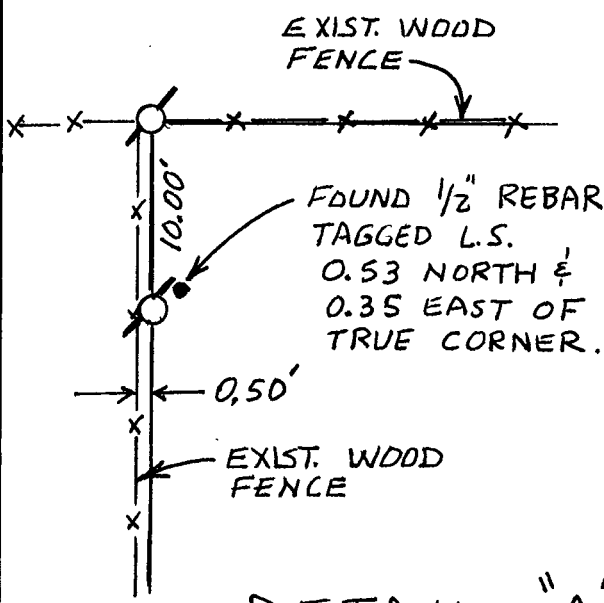 EXIST. WOOD
FENCE
10.00'
FOUND 1/2" REBAR
TAGGED L.S.
0.53 NORTH &
0.35 EAST OF
TRUE CORNER.
0.50'
EXIST. WOOD
FENCE